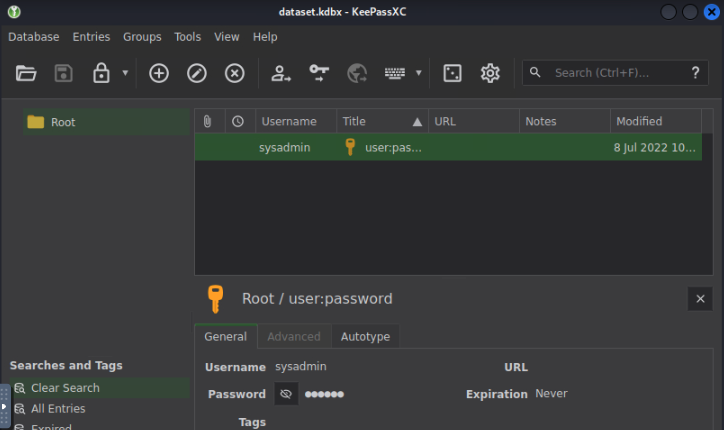 dataset.kdbx - KeePassXC
Database Entries Groups Tools View Help
Search (Ctrl+F)... ?
Root
Username Title URL Notes Modified
sysadmin user:pas... 8 Jul 2022 10...
Root / user:password
General Advanced Autotype
Username sysadmin URL
Password ●●●●●● Expiration Never
Tags
Searches and Tags
Clear Search
All Entries
Expired